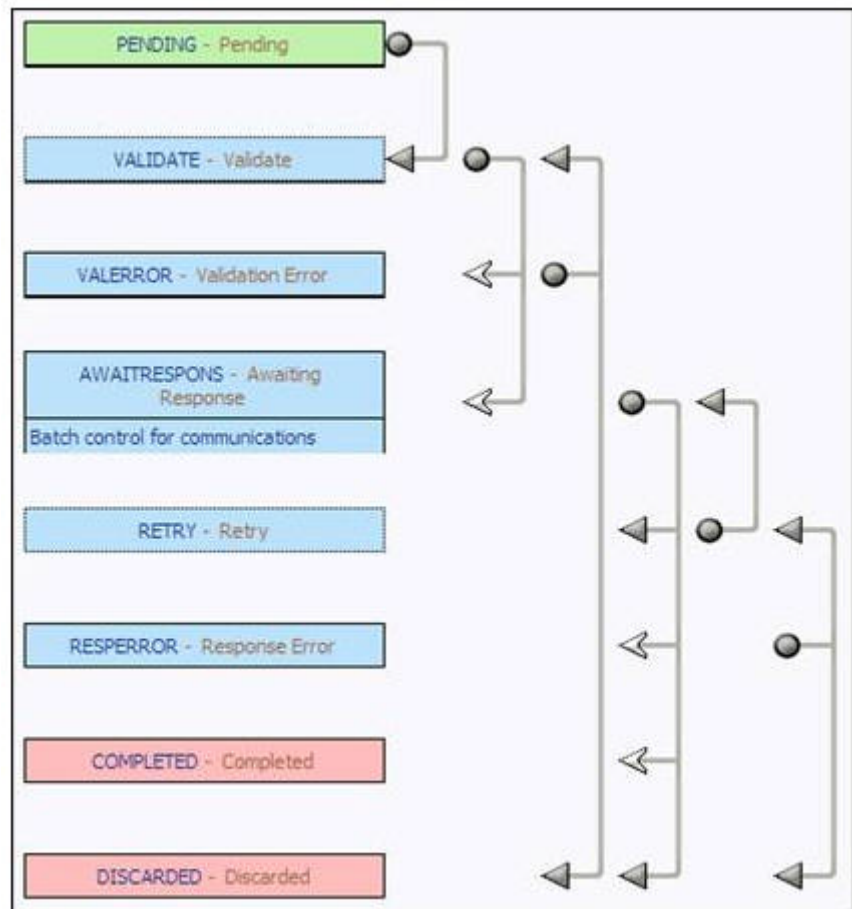 PENDING - Pending
VALIDATE - Validate
VALERROR - Validation Error
AWAITRESPONS - Awaiting
Response
Batch control for communications
RETRY - Retry
RESPERROR - Response Error
COMPLETED - Completed
DISCARDED - Discarded